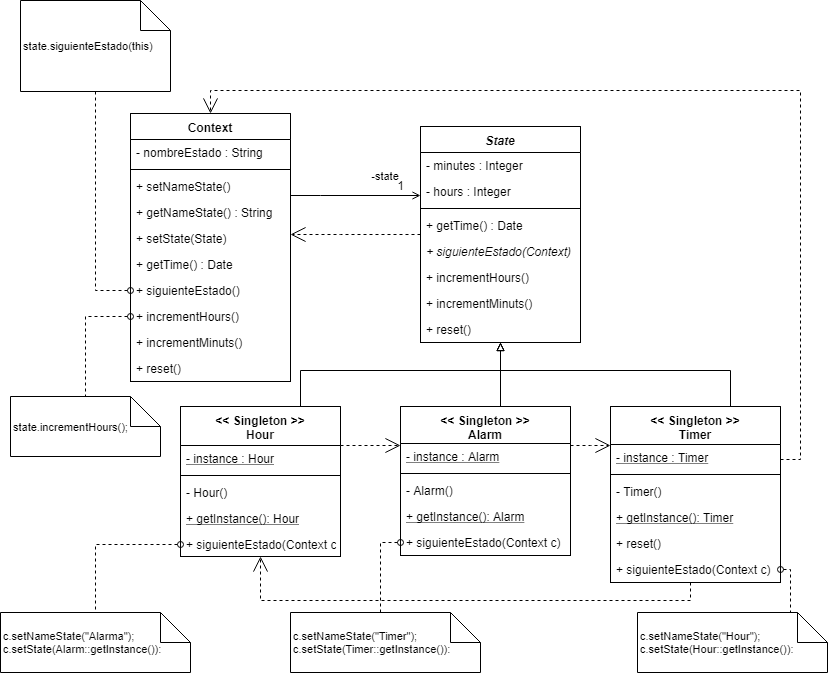 state.siguienteEstado(this)
Context
- nombreEstado : String
+ setNameState()
+ getNameState() : String
+ setState(State)
+ getTime() : Date
+ siguienteEstado()
+ incrementHours()
+ incrementMinuts()
+ reset()
-state
1
State
- minutes : Integer
- hours : Integer
+ getTime() : Date
+ siguienteEstado(Context)
+ incrementHours()
+ incrementMinuts()
+ reset()
state.incrementHours();
<< Singleton >>
Hour
- instance : Hour
- Hour()
+ getInstance(): Hour
+ siguienteEstado(Context c
<< Singleton >>
Alarm
- instance : Alarm
- Alarm()
+ getInstance(): Alarm
+ siguienteEstado(Context c)
<< Singleton >>
Timer
- instance : Timer
- Timer()
+ getInstance(): Timer
+ reset()
+ siguienteEstado(Context c)
c.setNameState("Alarma");
c.setState(Alarm::getInstance()):
c.setNameState("Timer");
c.setState(Timer::getInstance()):
c.setNameState("Hour");
c.setState(Hour::getInstance()):